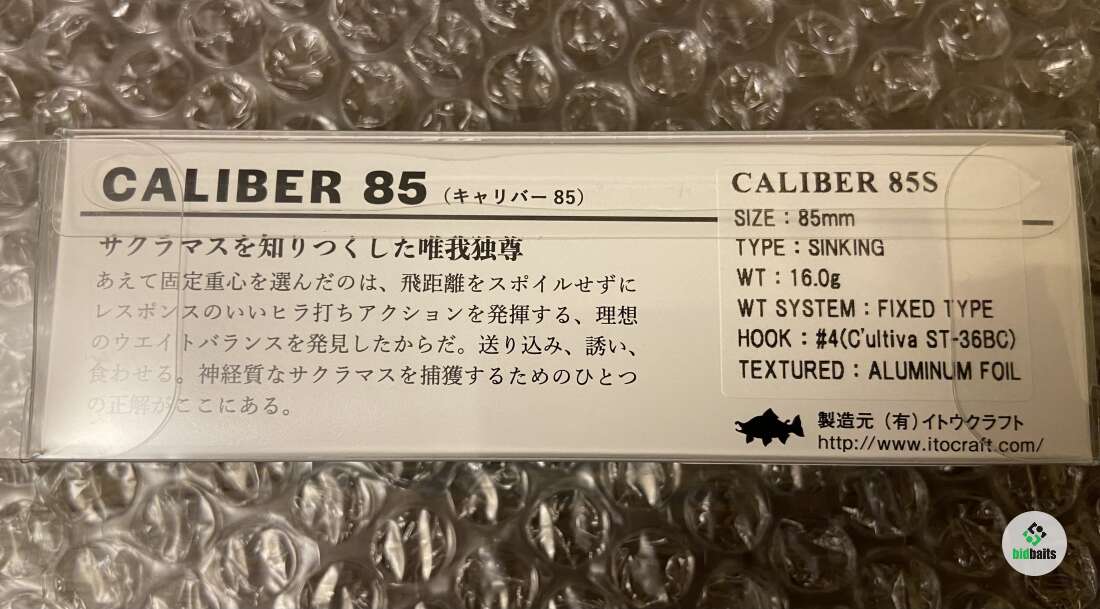 CALIBER 85 (キャリバー85)
サクラマスを知りつくした唯我独尊
あえて固定重心を選んだのは、飛距離をスポイルせずに
レスポンスのいいヒラ打ちアクションを発揮する、理想
のウエイトバランスを発見したからだ。送り込み、誘い、
食わせる。神経質なサクラマスを捕獲するためのひとつ
の正解がここにある。
CALIBER 85S
SIZE : 85mm
TYPE : SINKING
WT : 16.0g
WT SYSTEM : FIXED TYPE
HOOK : #4(C'ultiva ST-36BC)
TEXTURED : ALUMINUM FOIL
製造元 (有)イトウクラフト
http://www.itocraft.com/
bidbaits